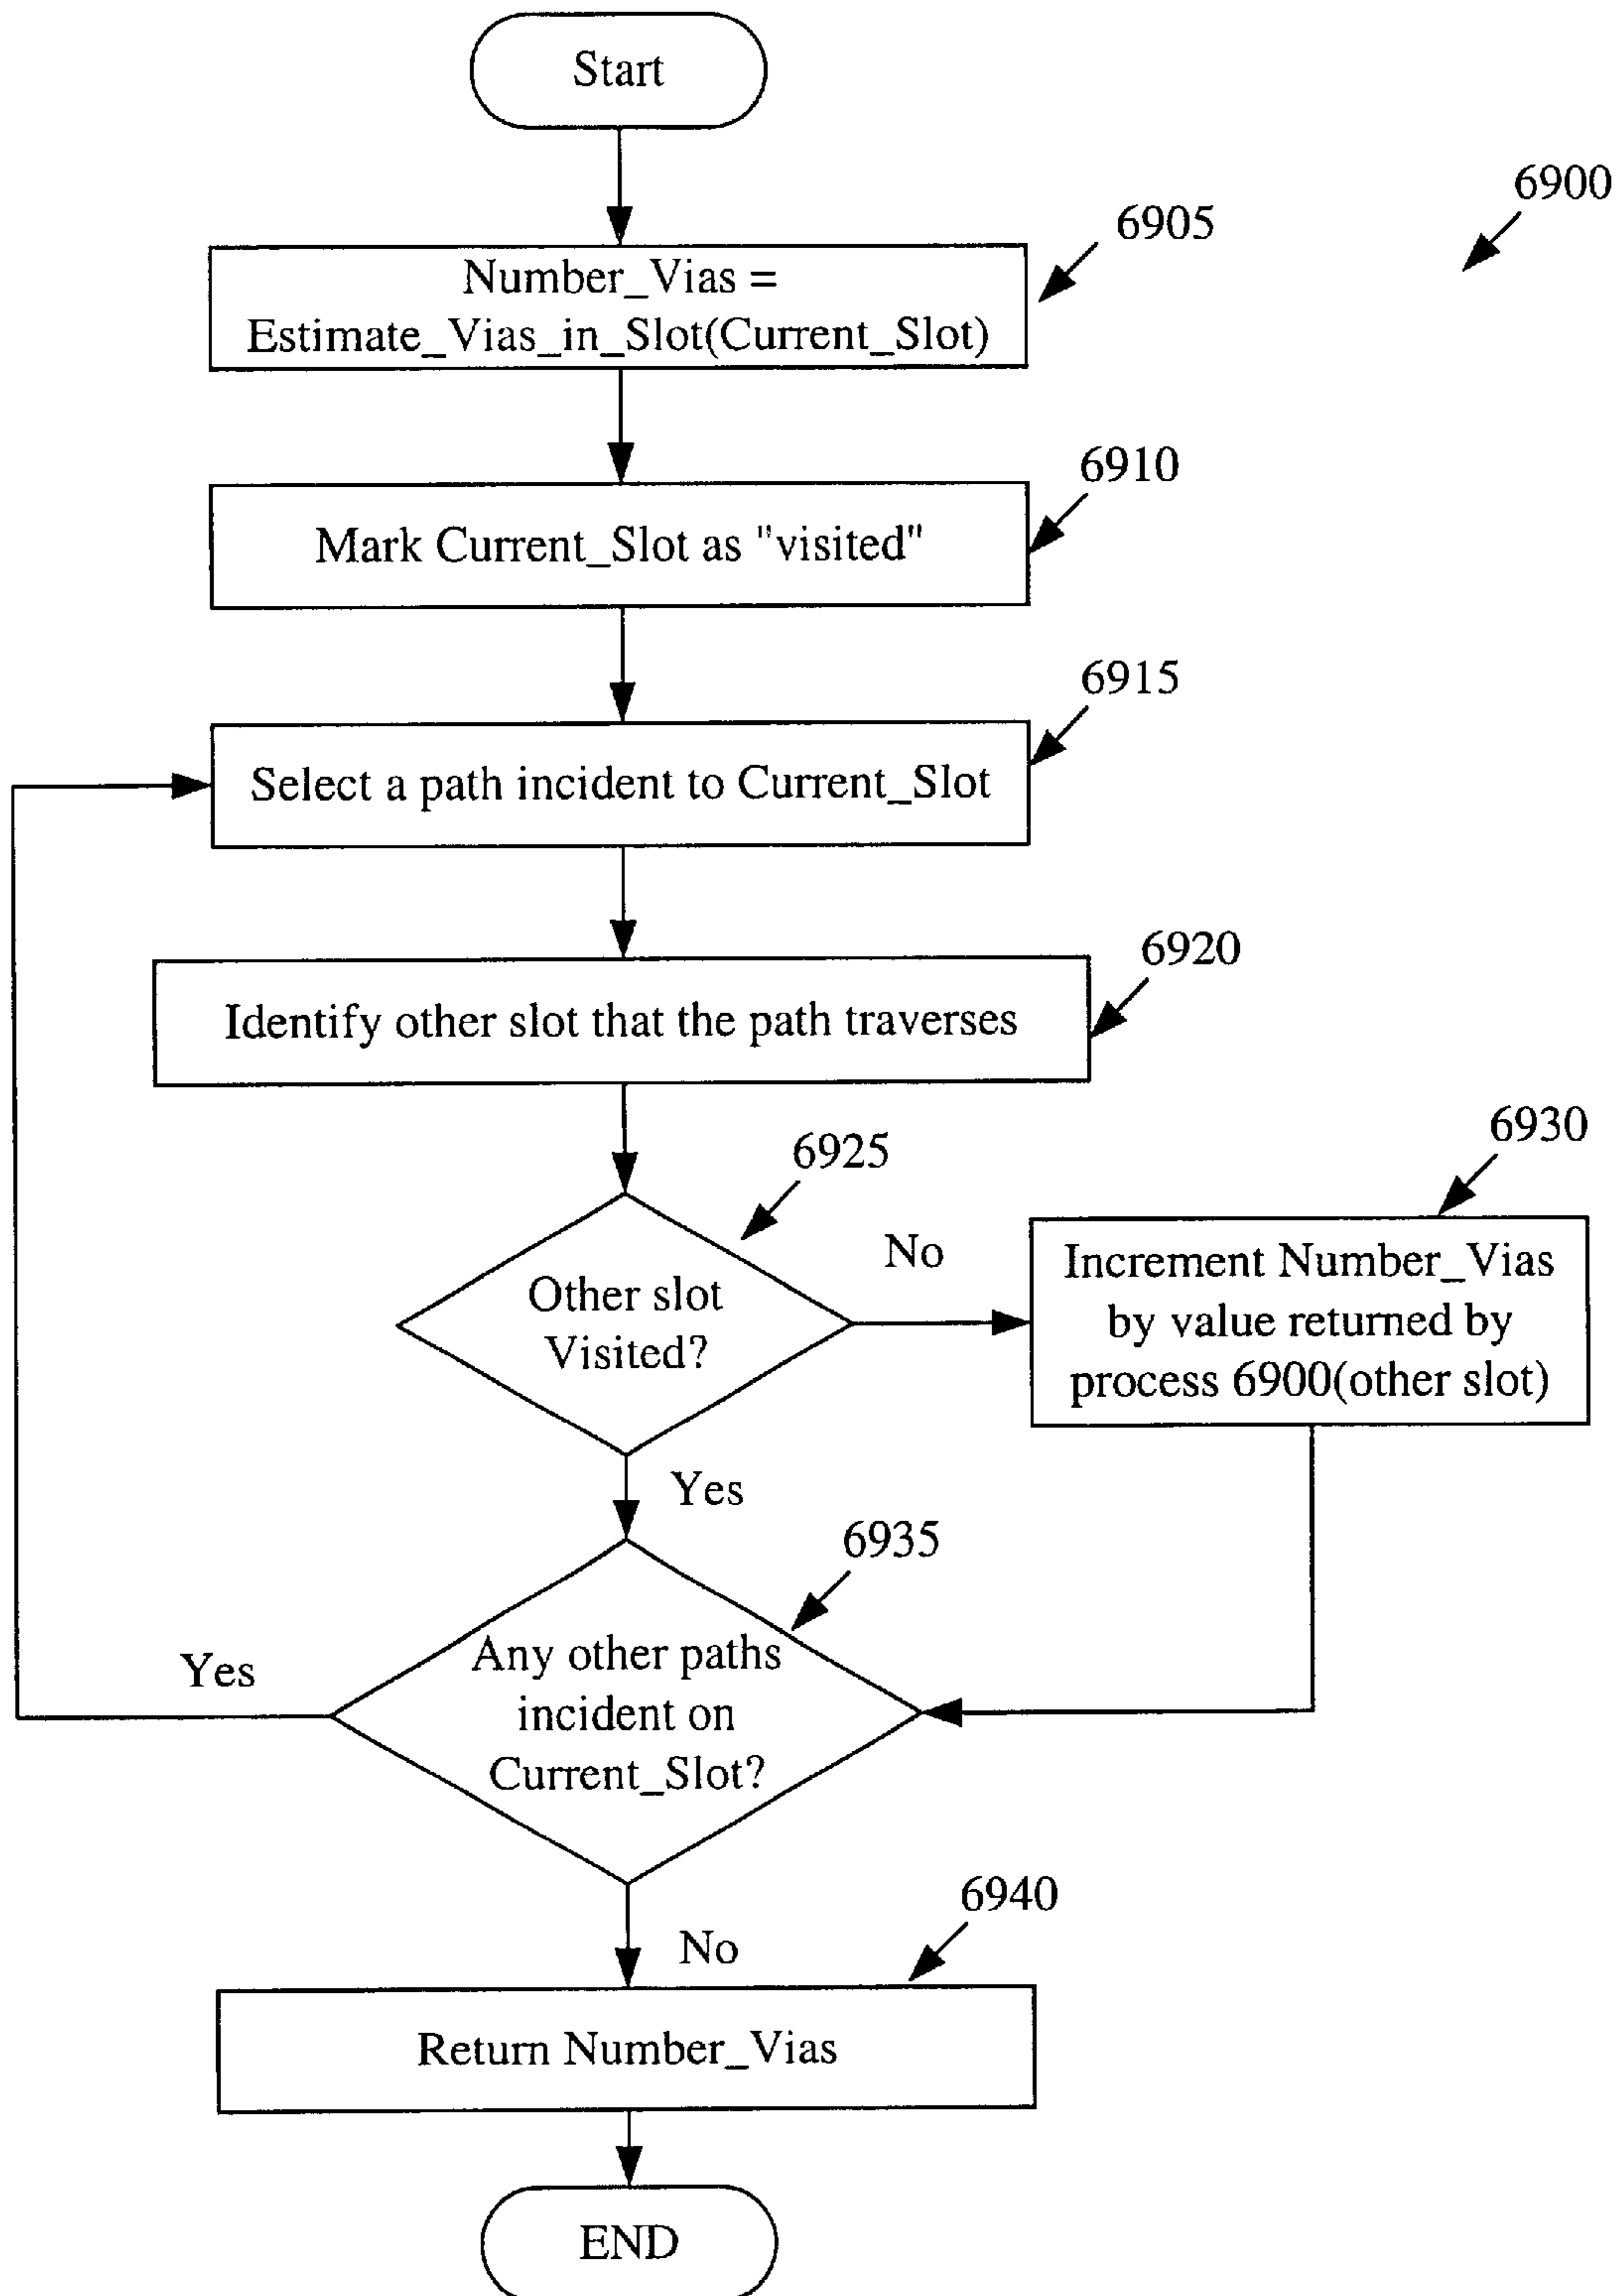 Start
6900
6905
Number_Vias =
Estimate_Vias_in_Slot(Current_Slot)
6910
Mark Current_Slot as "visited"
6915
Select a path incident to Current_Slot
6920
Identify other slot that the path traverses
6925
Other slot
Visited?
No
6930
Increment Number_Vias
by value returned by
process 6900(other slot)
Yes
6935
Any other paths
incident on
Current_Slot?
Yes
No
6940
Return Number_Vias
END